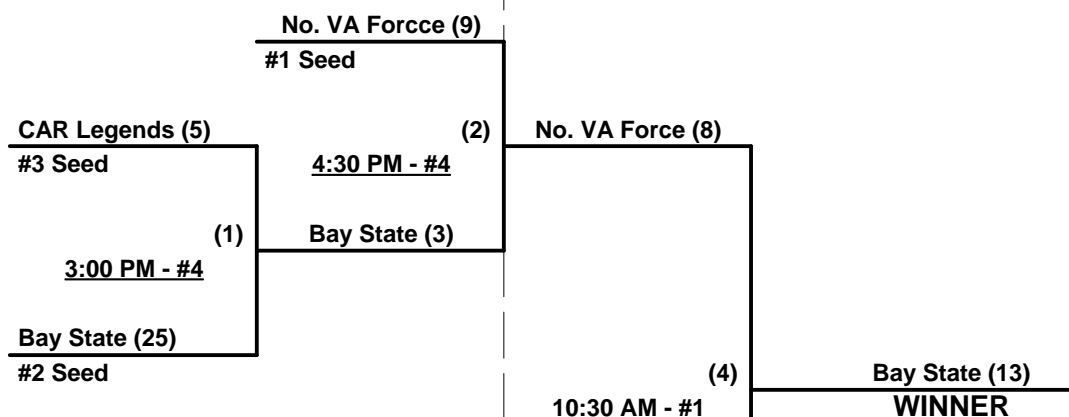 No. VA Forcce (9)
#1 Seed
CAR Legends (5)
#3 Seed
(2)
No. VA Force (8)
4:30 PM - #4
(1)
Bay State (3)
3:00 PM - #4
Bay State (25)
#2 Seed
(4)
Bay State (13)
10:30 AM - #1
WINNER